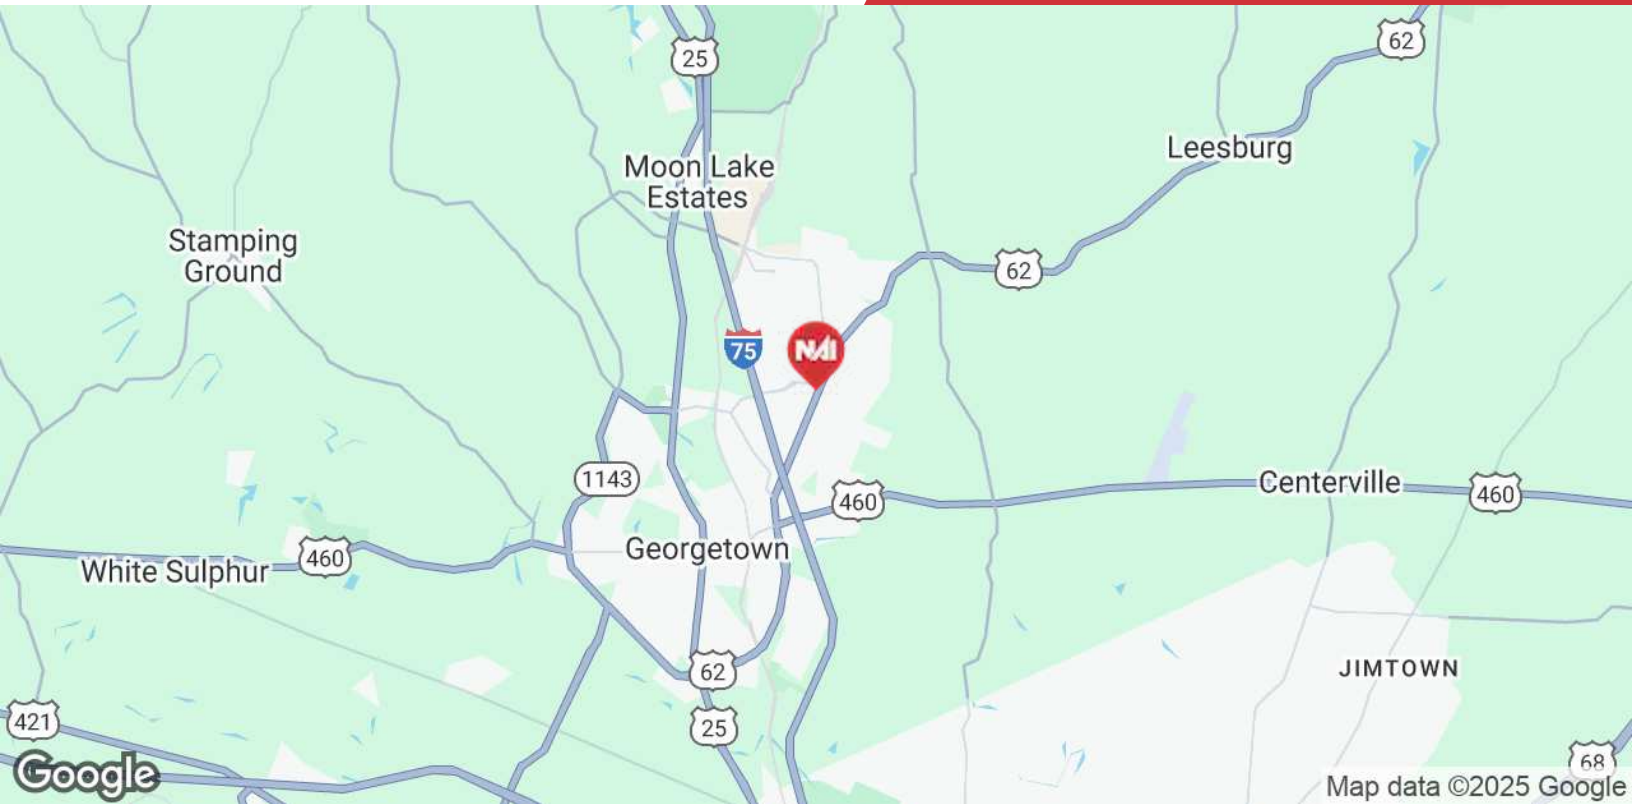 62
25
Leesburg
Moon Lake
Estates
Stamping
Ground
62
75
NAI
1143
Centerville
460
460
Georgetown
460
White Sulphur
62
JIMTOWN
421
25
68
Google
Map data ©2025 Google